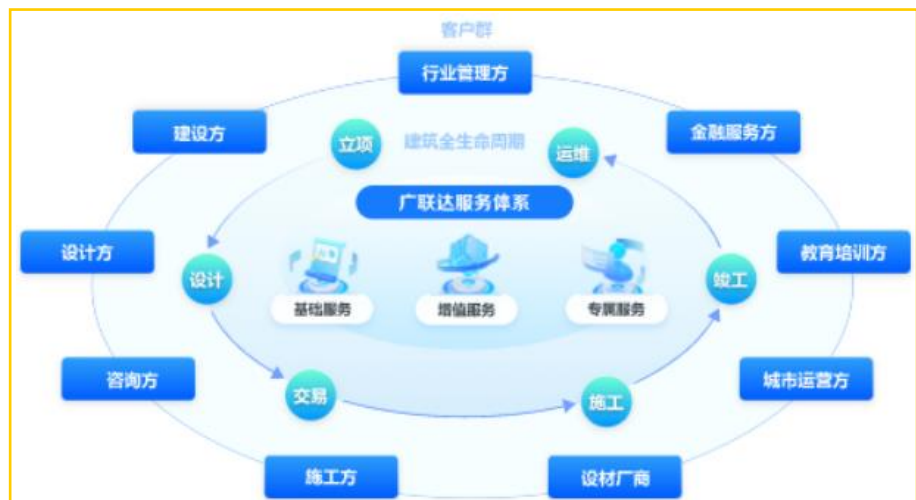 客户群
行业管理方
建设方
金融服务方
立项
建筑全生命周期
运维
广联达服务体系
设计方
教育培训方
设计
竣工
基础服务
增值服务
专属服务
咨询方
城市运营方
交易
施工
施工方
设材厂商